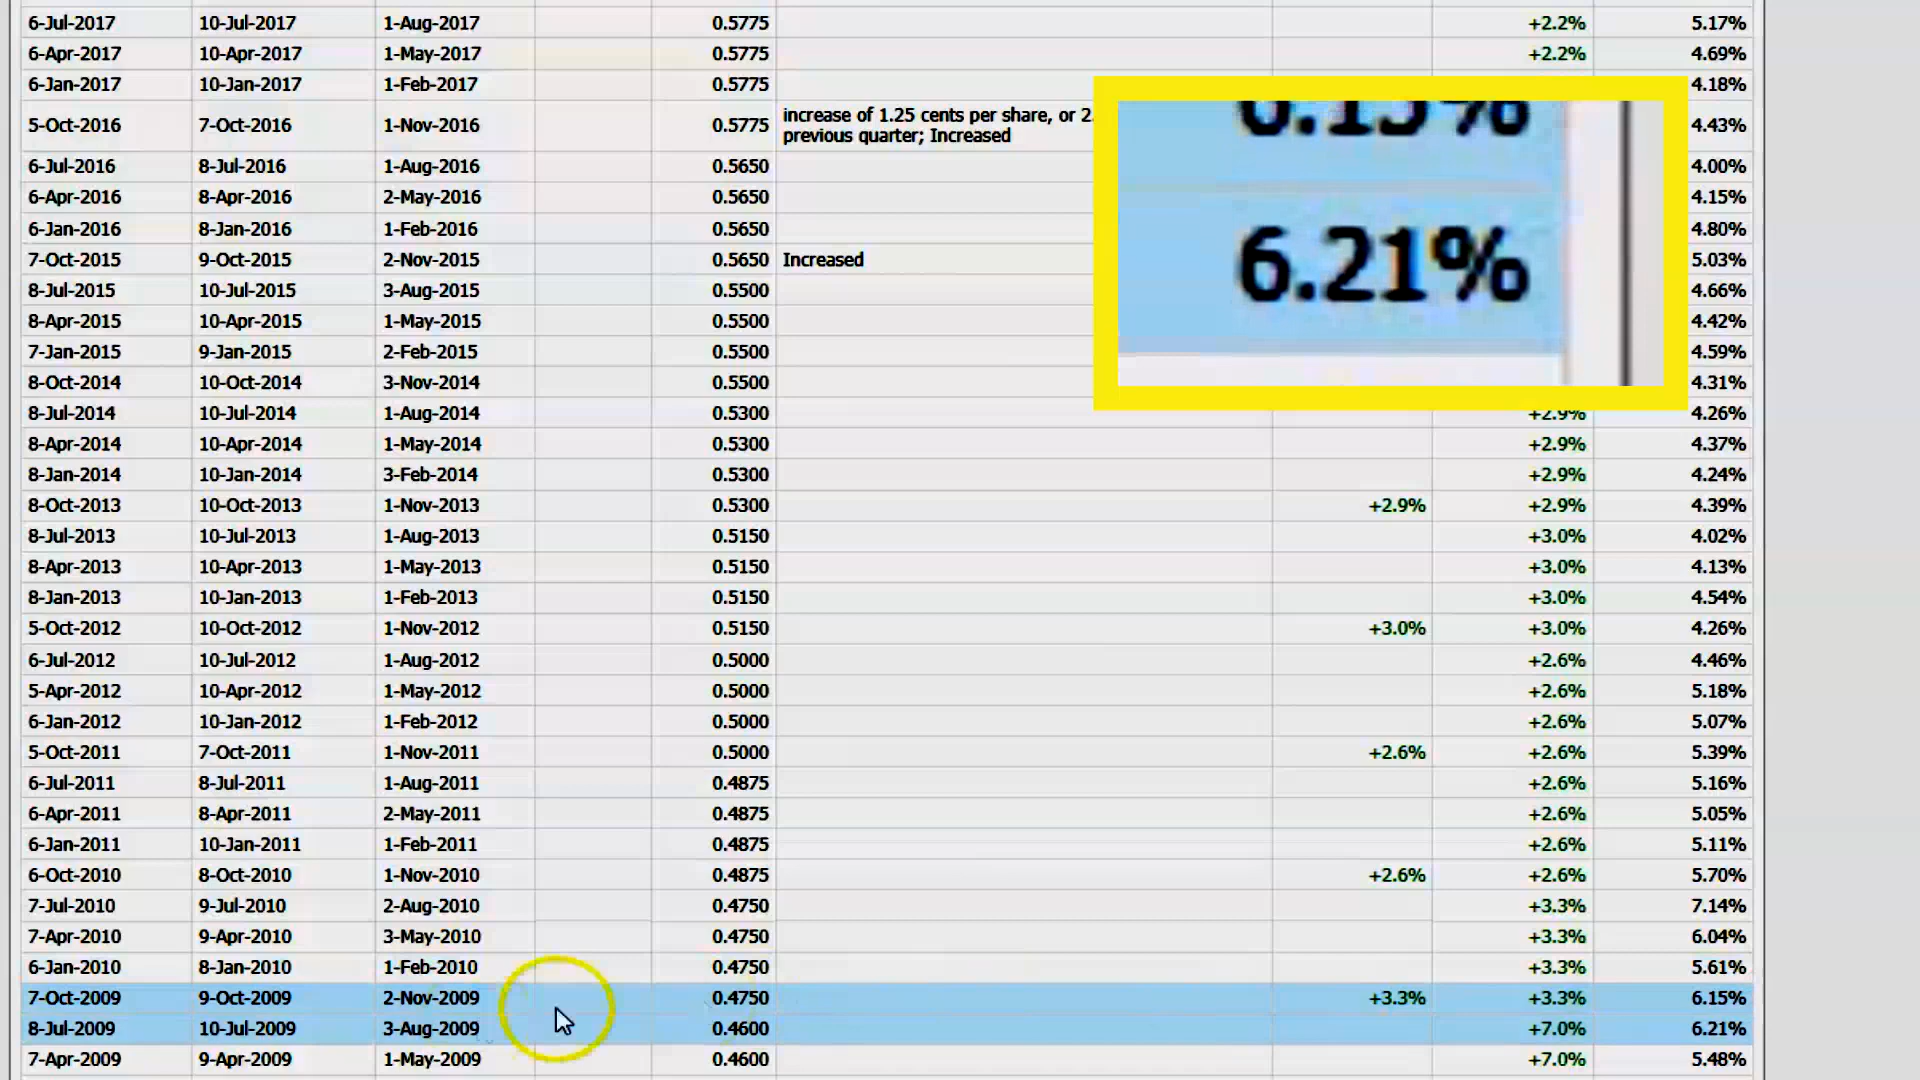 6-Jul-2017 10-Jul-2017 1-Aug-2017 0.5775 +2.2% 5.17%
6-Apr-2017 10-Apr-2017 1-May-2017 0.5775 +2.2% 4.69%
6-Jan-2017 10-Jan-2017 1-Feb-2017 0.5775 4.18%
5-Oct-2016 7-Oct-2016 1-Nov-2016 0.5775 increase of 1.25 cents per share, or 2. 4.43%
previous quarter; Increased
6.21%
6-Jul-2016 8-Jul-2016 1-Aug-2016 0.5650 4.00%
6-Apr-2016 8-Apr-2016 2-May-2016 0.5650 4.15%
6-Jan-2016 8-Jan-2016 1-Feb-2016 0.5650 4.80%
7-Oct-2015 9-Oct-2015 2-Nov-2015 0.5650 Increased 5.03%
8-Jul-2015 10-Jul-2015 3-Aug-2015 0.5500 4.66%
8-Apr-2015 10-Apr-2015 1-May-2015 0.5500 4.42%
7-Jan-2015 9-Jan-2015 2-Feb-2015 0.5500 4.59%
8-Oct-2014 10-Oct-2014 3-Nov-2014 0.5500 4.31%
8-Jul-2014 10-Jul-2014 1-Aug-2014 0.5300 +2.9% 4.26%
8-Apr-2014 10-Apr-2014 1-May-2014 0.5300 +2.9% 4.37%
8-Jan-2014 10-Jan-2014 3-Feb-2014 0.5300 +2.9% 4.24%
8-Oct-2013 10-Oct-2013 1-Nov-2013 0.5300 +2.9% +2.9% 4.39%
8-Jul-2013 10-Jul-2013 1-Aug-2013 0.5150 +3.0% 4.02%
8-Apr-2013 10-Apr-2013 1-May-2013 0.5150 +3.0% 4.13%
8-Jan-2013 10-Jan-2013 1-Feb-2013 0.5150 +3.0% 4.54%
5-Oct-2012 10-Oct-2012 1-Nov-2012 0.5150 +3.0% +3.0% 4.26%
6-Jul-2012 10-Jul-2012 1-Aug-2012 0.5000 +2.6% 4.46%
5-Apr-2012 10-Apr-2012 1-May-2012 0.5000 +2.6% 5.18%
6-Jan-2012 10-Jan-2012 1-Feb-2012 0.5000 +2.6% 5.07%
5-Oct-2011 7-Oct-2011 1-Nov-2011 0.5000 +2.6% +2.6% 5.39%
6-Jul-2011 8-Jul-2011 1-Aug-2011 0.4875 +2.6% 5.16%
6-Apr-2011 8-Apr-2011 2-May-2011 0.4875 +2.6% 5.05%
6-Jan-2011 10-Jan-2011 1-Feb-2011 0.4875 +2.6% 5.11%
6-Oct-2010 8-Oct-2010 1-Nov-2010 0.4875 +2.6% +2.6% 5.70%
7-Jul-2010 9-Jul-2010 2-Aug-2010 0.4750 +3.3% 7.14%
7-Apr-2010 9-Apr-2010 3-May-2010 0.4750 +3.3% 6.04%
6-Jan-2010 8-Jan-2010 1-Feb-2010 0.4750 +3.3% 5.61%
7-Oct-2009 9-Oct-2009 2-Nov-2009 0.4750 +3.3% +3.3% 6.15%
8-Jul-2009 10-Jul-2009 3-Aug-2009 0.4600 +7.0% 6.21%
7-Apr-2009 9-Apr-2009 1-May-2009 0.4600 +7.0% 5.48%